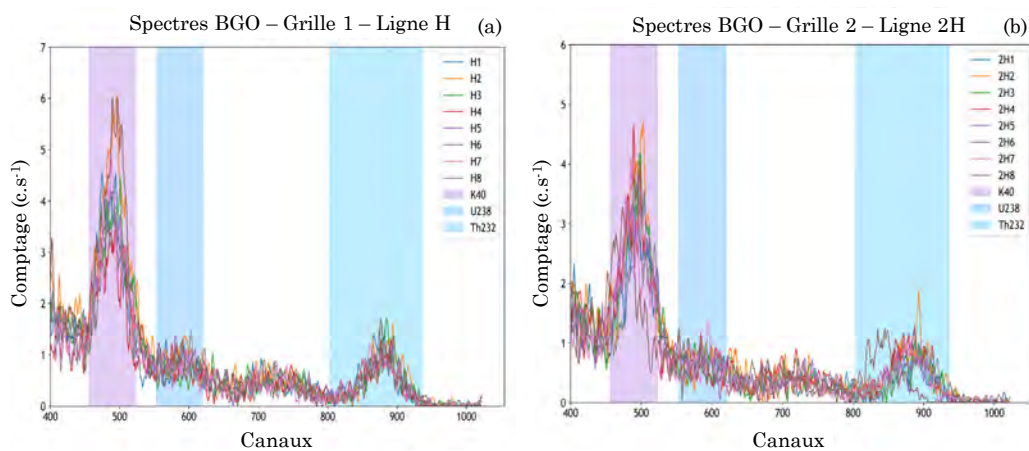 Spectres BGO – Grille 1 – Ligne H (a)
7
6
5
4
3
2
1
0
Comptage (c.s-1)
400 500 600 700 800 900 1000
Canaux
H1
H2
H3
H4
H5
H6
H7
H8
K40
U238
Th232
Spectres BGO – Grille 2 – Ligne 2H (b)
6
5
4
3
2
1
0
Comptage (c.s-1)
400 500 600 700 800 900 1000
Canaux
2H1
2H2
2H3
2H4
2H5
2H6
2H7
2H8
K40
U238
Th232